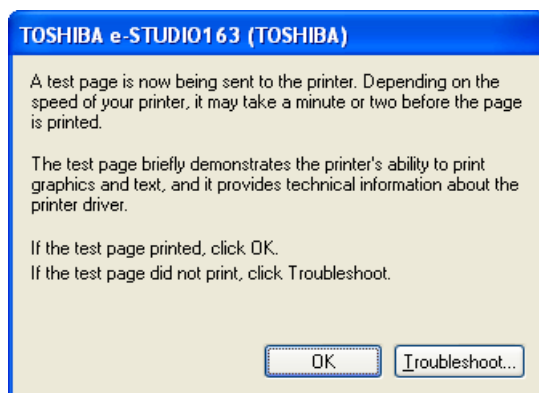 TOSHIBA e-STUDIO163 (TOSHIBA)
A test page is now being sent to the printer. Depending on the
speed of your printer, it may take a minute or two before the page
is printed.
The test page briefly demonstrates the printer's ability to print
graphics and text, and it provides technical information about the
printer driver.
If the test page printed, click OK.
If the test page did not print, click Troubleshoot.
OK
Troubleshoot...